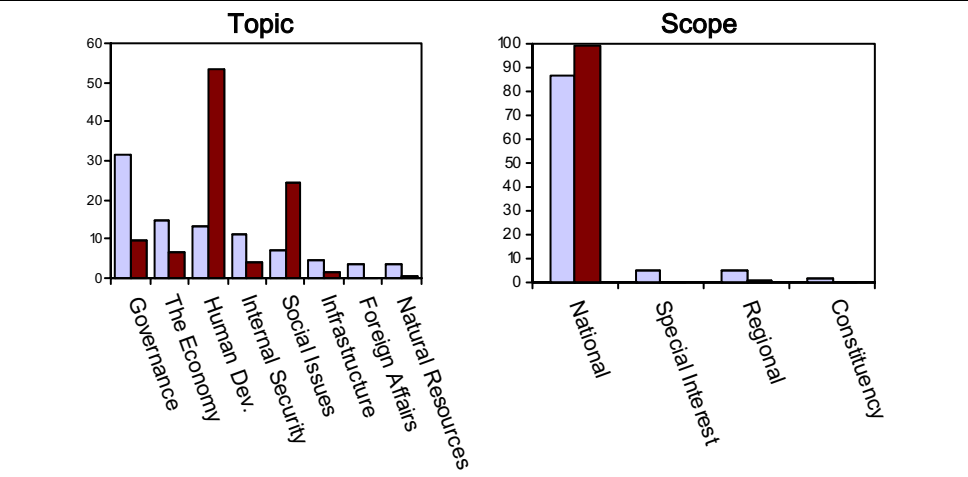 Topic
60
50
40
30
20
10
0
Governance
The Economy
Human Dev.
Internal Security
Social Issues
Infrastructure
Foreign Affairs
Natural Resources
Scope
100
90
80
70
60
50
40
30
20
10
0
National
Special Interest
Regional
Constituency